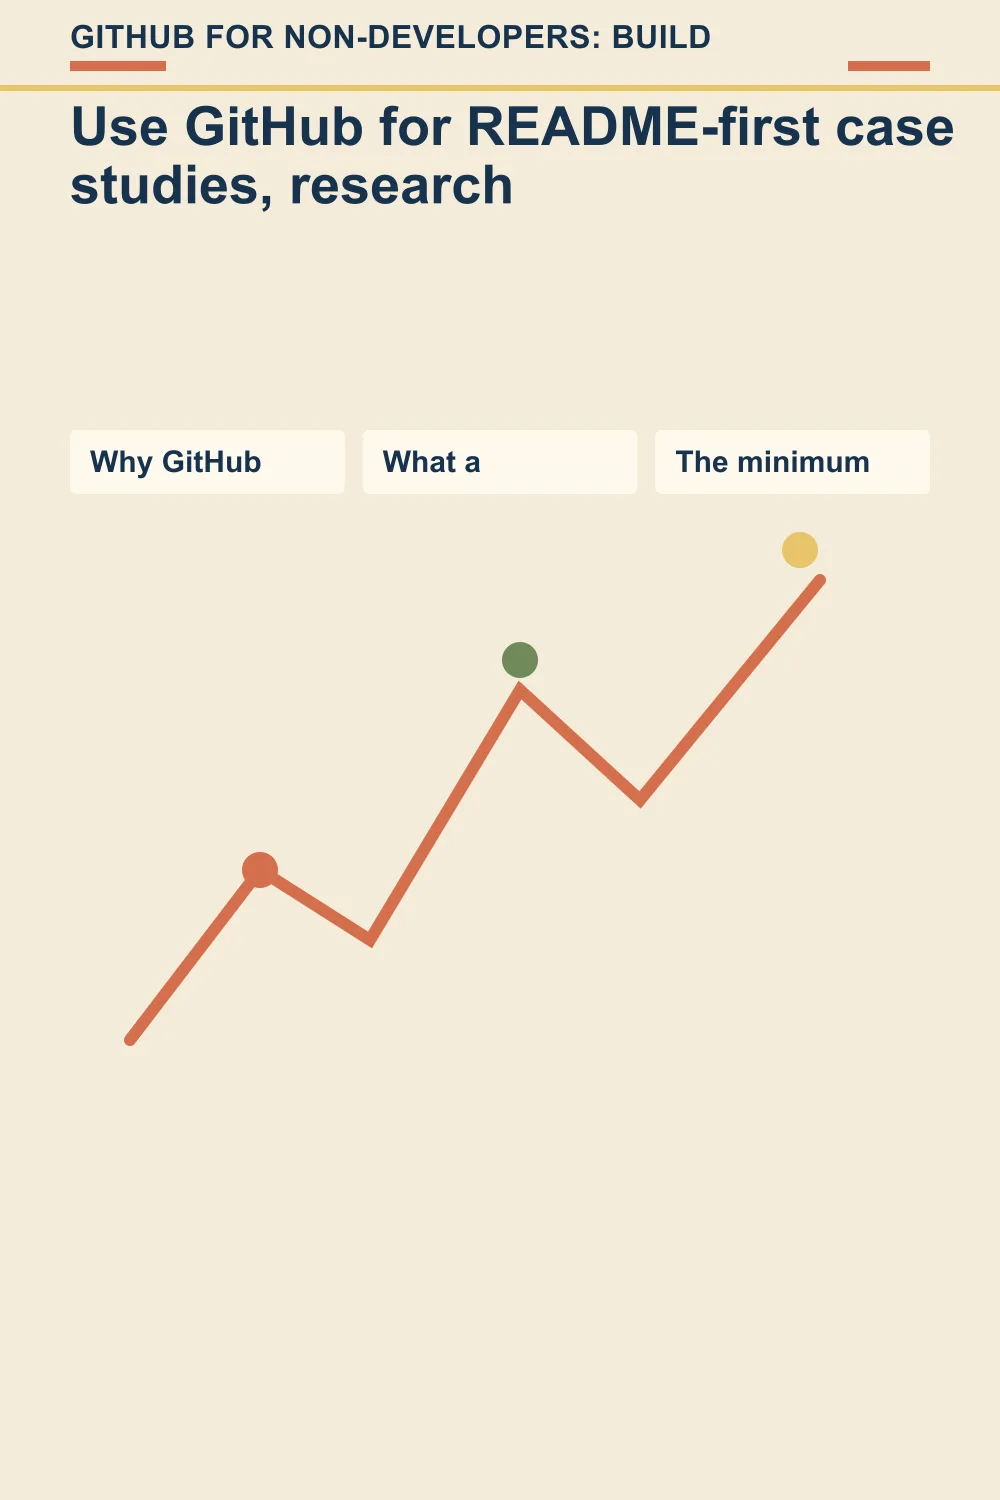 GITHUB FOR NON-DEVELOPERS: BUILD
Use GitHub for README-first case
studies, research
Why GitHub
What a
The minimum